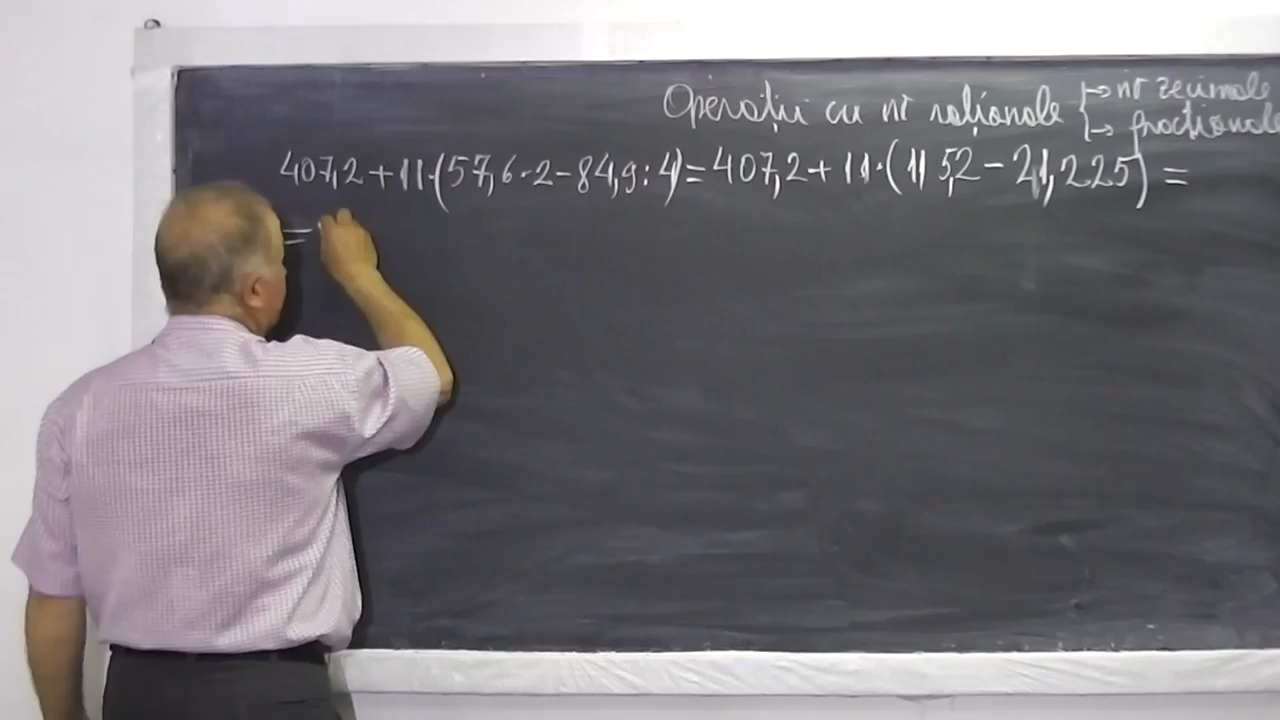 Operații cu nr raționale { → nr zecimale
→ fracționale
407,2 + 11·(57,6·2 - 84,9:4) = 407,2 + 11·(115,2 - 21,225) =
=